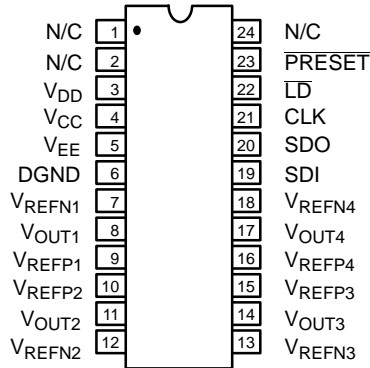 N/C 1 24 N/C
N/C 2 23 PRESET
VDD 3 22 LD
VCC 4 21 CLK
VEE 5 20 SDO
DGND 6 19 SDI
VREFN1 7 18 VREFN4
VOUT1 8 17 VOUT4
VREFP1 9 16 VREFP4
VREFP2 10 15 VREFP3
VOUT2 11 14 VOUT3
VREFN2 12 13 VREFN3